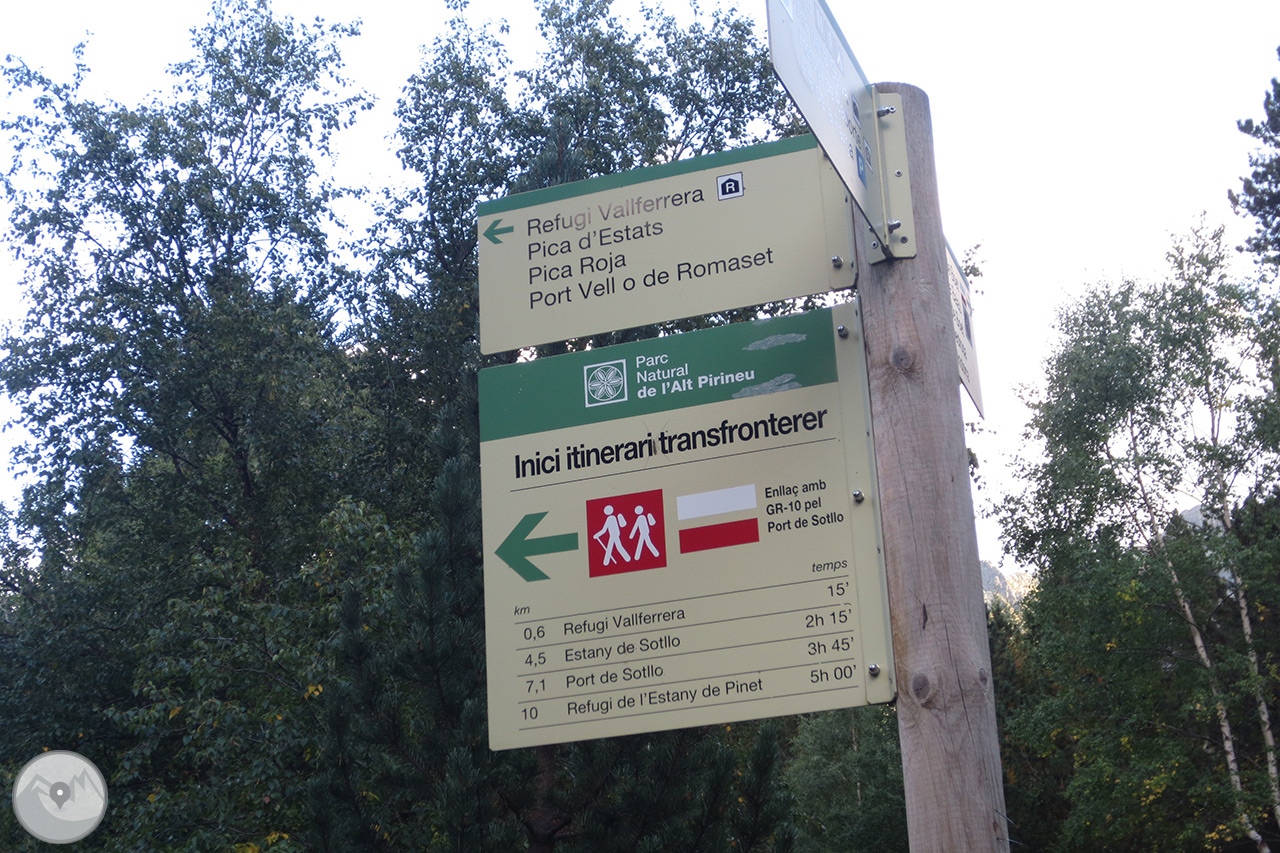 Refugi Vallferrera R
Pica d'Estats
Pica Roja
Port Vell o de Romaset
Parc
Natural
de l'Alt Pirineu
Inici itinerari transfronterer
Enllaç amb
GR-10 pel
Port de Sotllo
km temps
0,6 Refugi Vallferrera 15'
4,5 Estany de Sotllo 2h 15'
7,1 Port de Sotllo 3h 45'
10 Refugi de l'Estany de Pinet 5h 00'